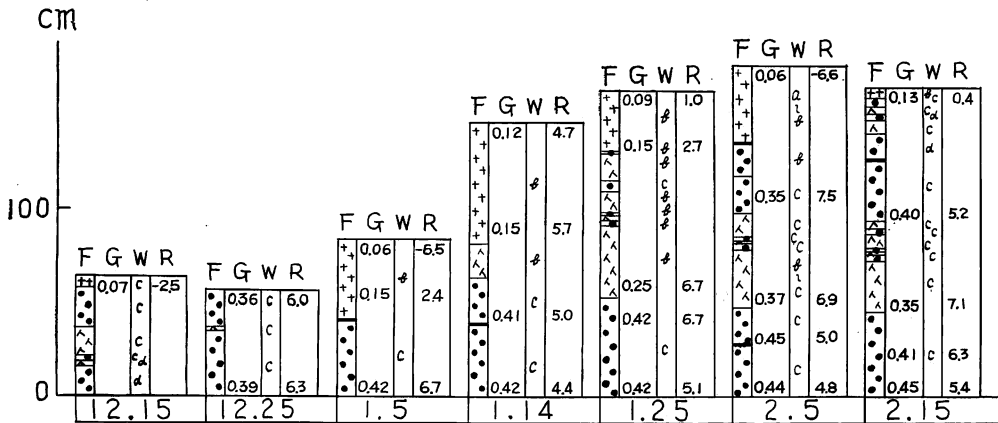 cm
100
0
F G W R
0.07 c -2.5
c
c
c d
d
12.15
F G W R
0.36 c 6.0
c
c
0.39 6.3
12.25
F G W R
0.06 -6.5
b
0.15 2.4
c
0.42 6.7
1.5
F G W R
0.12 4.7
b
0.15 5.7
b
c
0.41 5.0
c
0.42 4.4
1.14
F G W R
0.09 1.0
b
0.15 2.7
b
b
c
b
b
b
b
0.25 6.7
0.42 6.7
c
0.42 5.1
1.25
F G W R
0.06 -6.6
a
b
b
0.35 c 7.5
c
c
c
b
0.37 c 6.9
c
0.45 5.0
c
0.44 4.8
2.5
F G W R
0.13 b c 0.4
c d
c
d
c
0.40 5.2
c c
c c
c
0.35 7.1
0.41 c 6.3
0.45 5.4
2.15